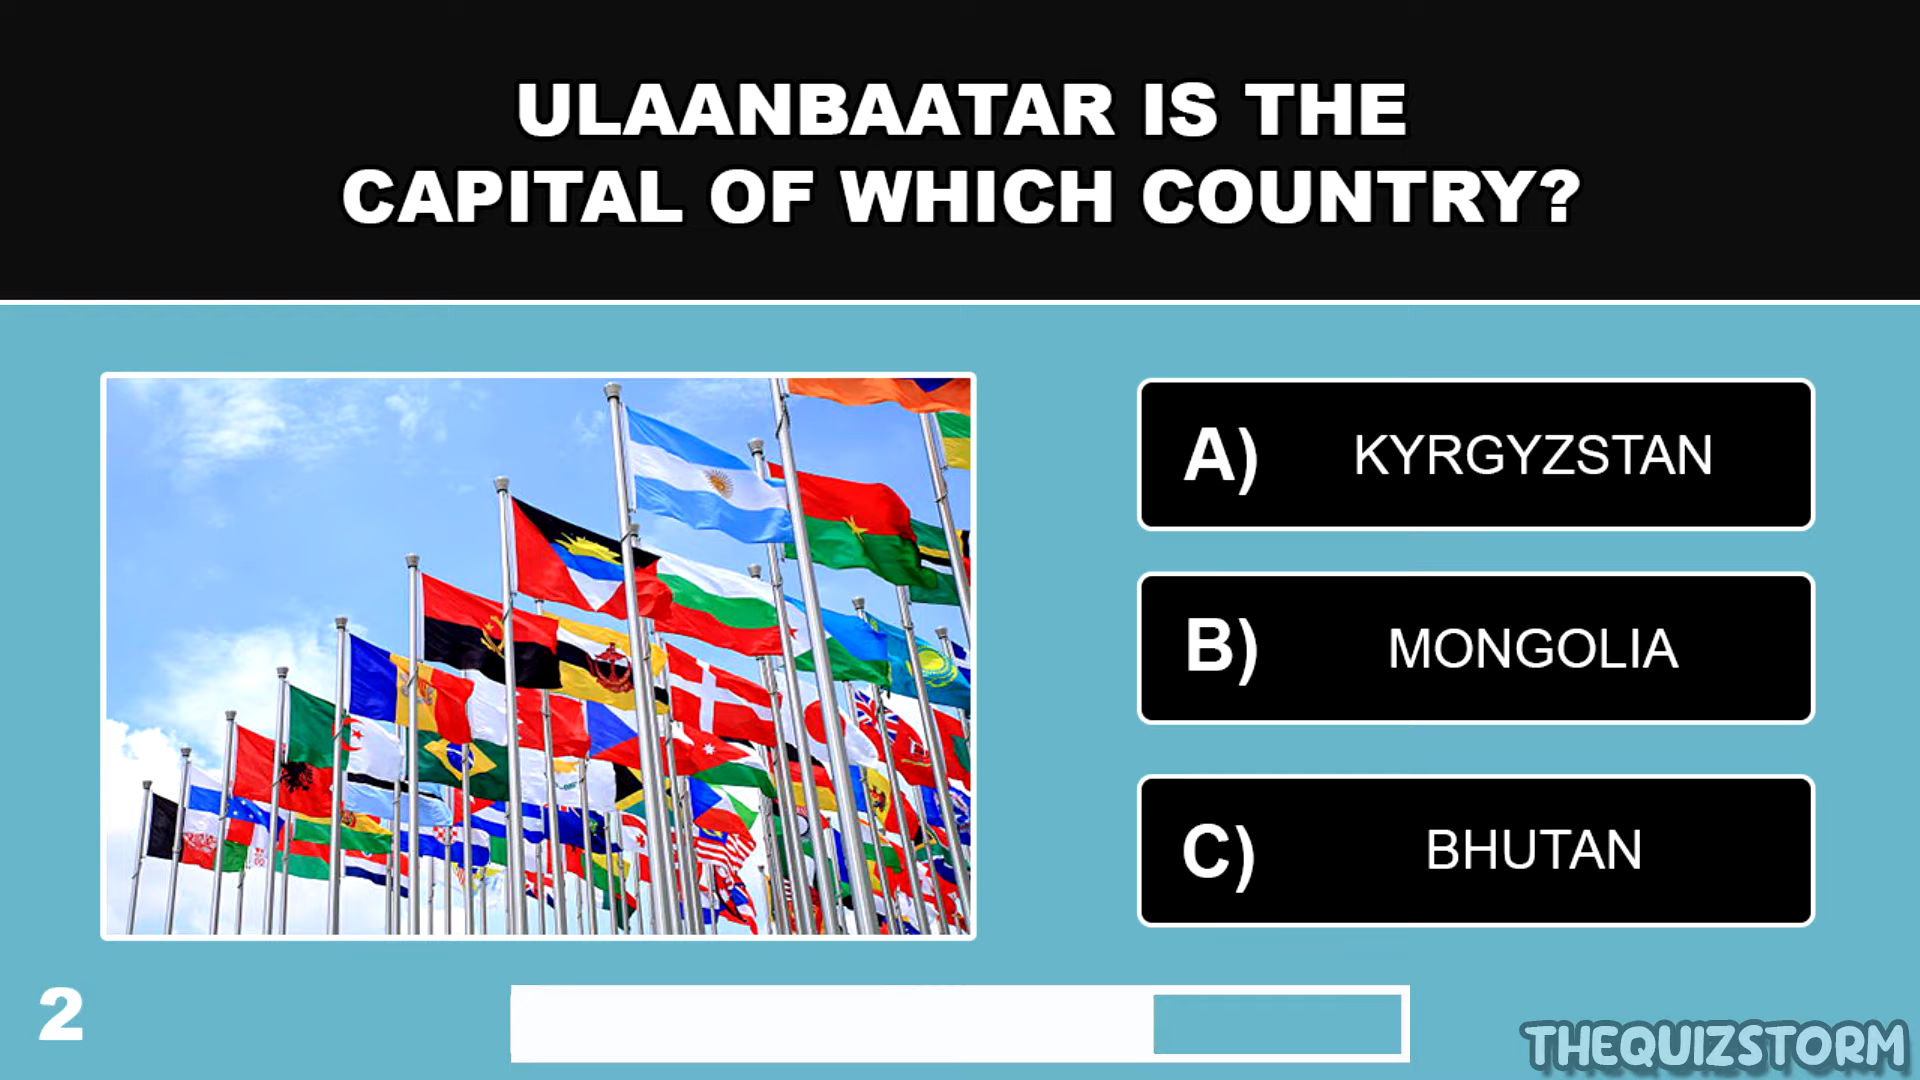 ULAANBAATAR IS THE
CAPITAL OF WHICH COUNTRY?
A) KYRGYZSTAN
B) MONGOLIA
C) BHUTAN
2
THEQUIZSTORM